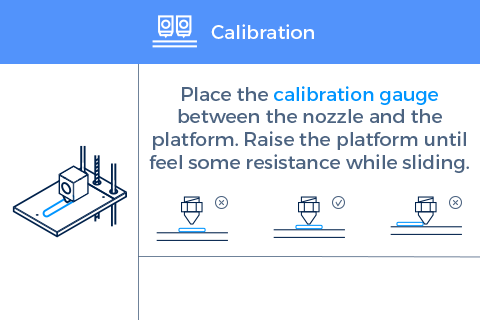 Calibration
Place the calibration gauge
between the nozzle and the
platform. Raise the platform until
feel some resistance while sliding.